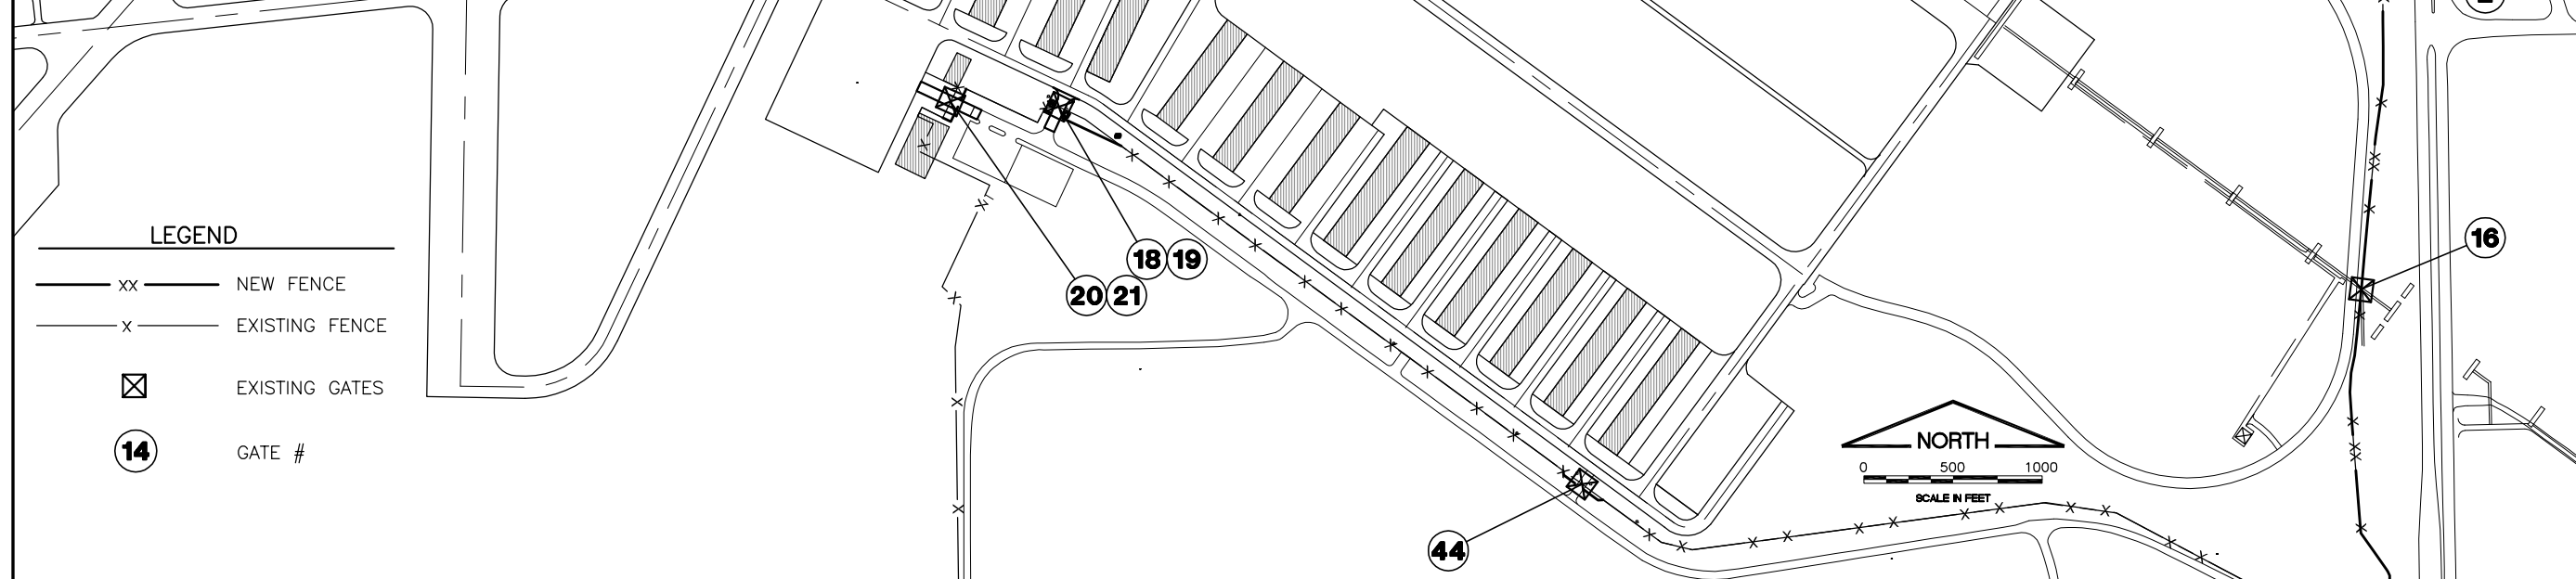 LEGEND
XX NEW FENCE
X EXISTING FENCE
EXISTING GATES
14 GATE #
18 19
20 21
16
44
NORTH
0 500 1000
SCALE IN FEET